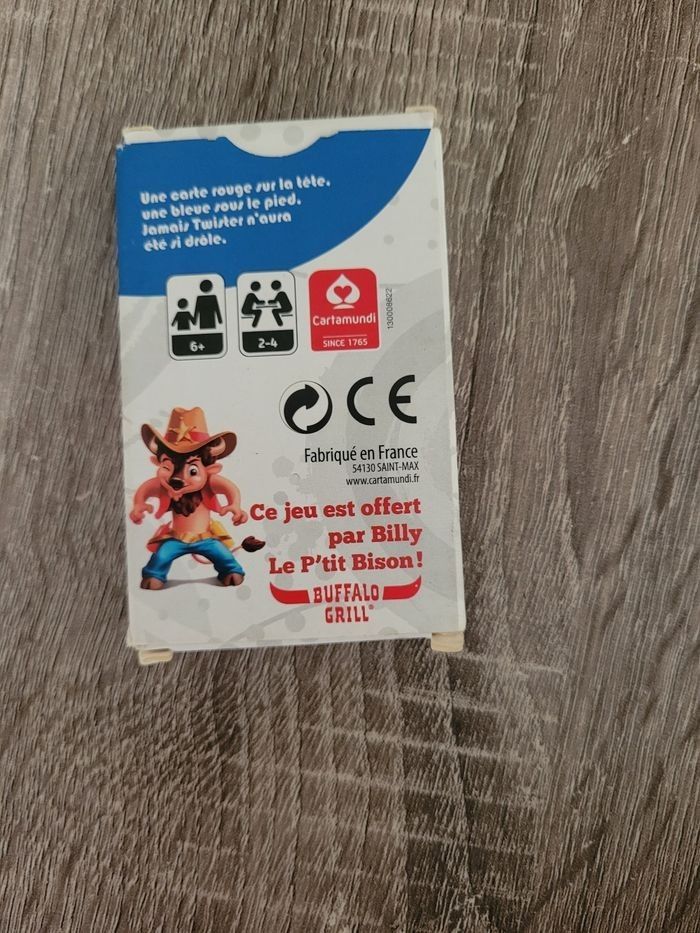 Une carte rouge sur la tête,
une bleue sous le pied.
Jamais Twister n'aura
été si drôle.
6+
2-4
Cartamundi
SINCE 1765
130008622
CE
Fabriqué en France
54130 SAINT-MAX
www.cartamundi.fr
Ce jeu est offert
par Billy
Le P'tit Bison!
BUFFALO
GRILL®